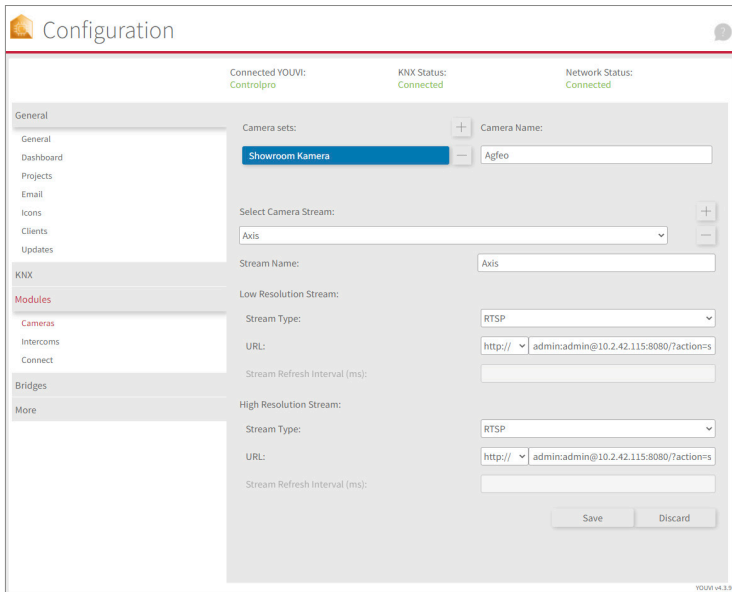 Configuration
?
Connected YOUVI: KNX Status: Network Status:
Controlpro Connected Connected
General
General
Dashboard
Projects
Email
Icons
Clients
Updates
KNX
Modules
Cameras
Intercoms
Connect
Bridges
More
Camera sets: + Camera Name:
Showroom Kamera – Agfeo
Select Camera Stream: +
Axis –
Stream Name: Axis
Low Resolution Stream:
Stream Type: RTSP
URL: http:// admin:admin@10.2.42.115:8080/?action=s
Stream Refresh Interval (ms):
High Resolution Stream:
Stream Type: RTSP
URL: http:// admin:admin@10.2.42.115:8080/?action=s
Stream Refresh Interval (ms):
Save Discard
YOUVI v4.3.9